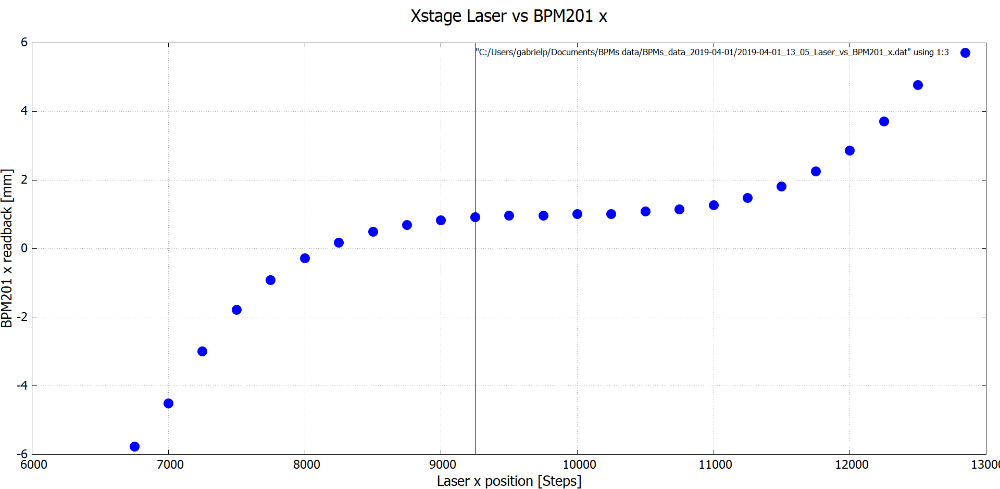 Xstage Laser vs BPM201 x
"C:/Users/gabrielp/Documents/BPMs data/BPMs_data_2019-04-01/2019-04-01_13_05_Laser_vs_BPM201_x.dat" using 1:3
6
4
2
0
-2
-4
-6
BPM201 x readback [mm]
6000 7000 8000 9000 10000 11000 12000 13000
Laser x position [Steps]